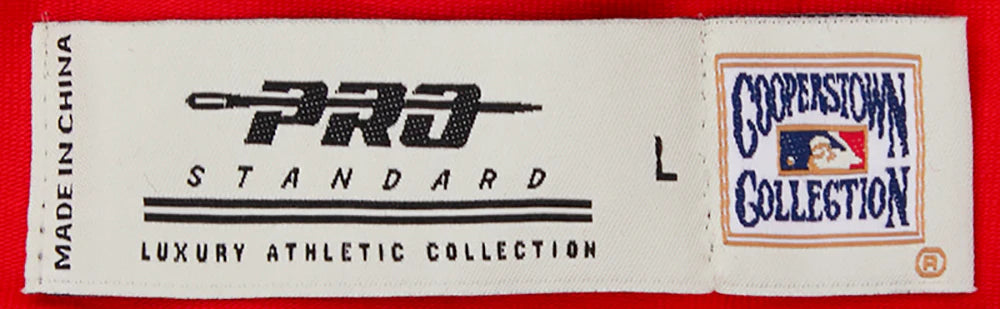 MADE IN CHINA
PRO
STANDARD
LUXURY ATHLETIC COLLECTION
L
COOPERSTOWN
COLLECTION
®